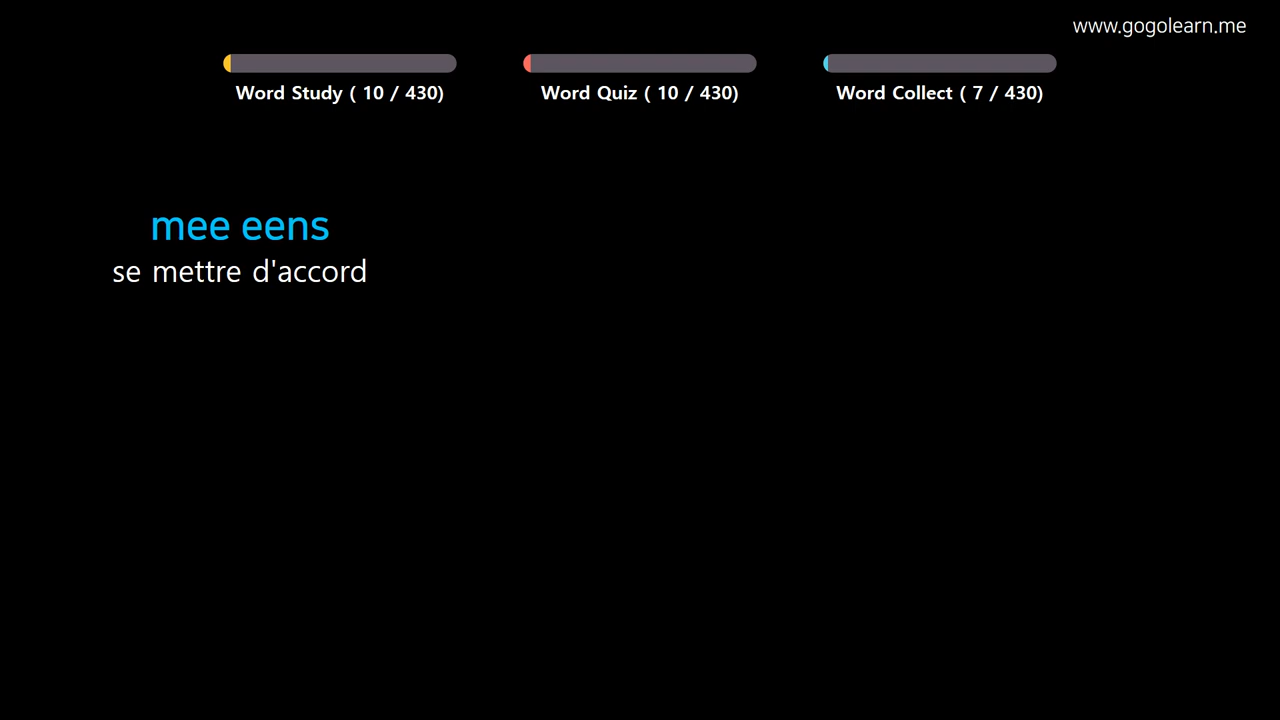 www.gogolearn.me
Word Study ( 10 / 430)
Word Quiz ( 10 / 430)
Word Collect ( 7 / 430)
mee eens
se mettre d'accord